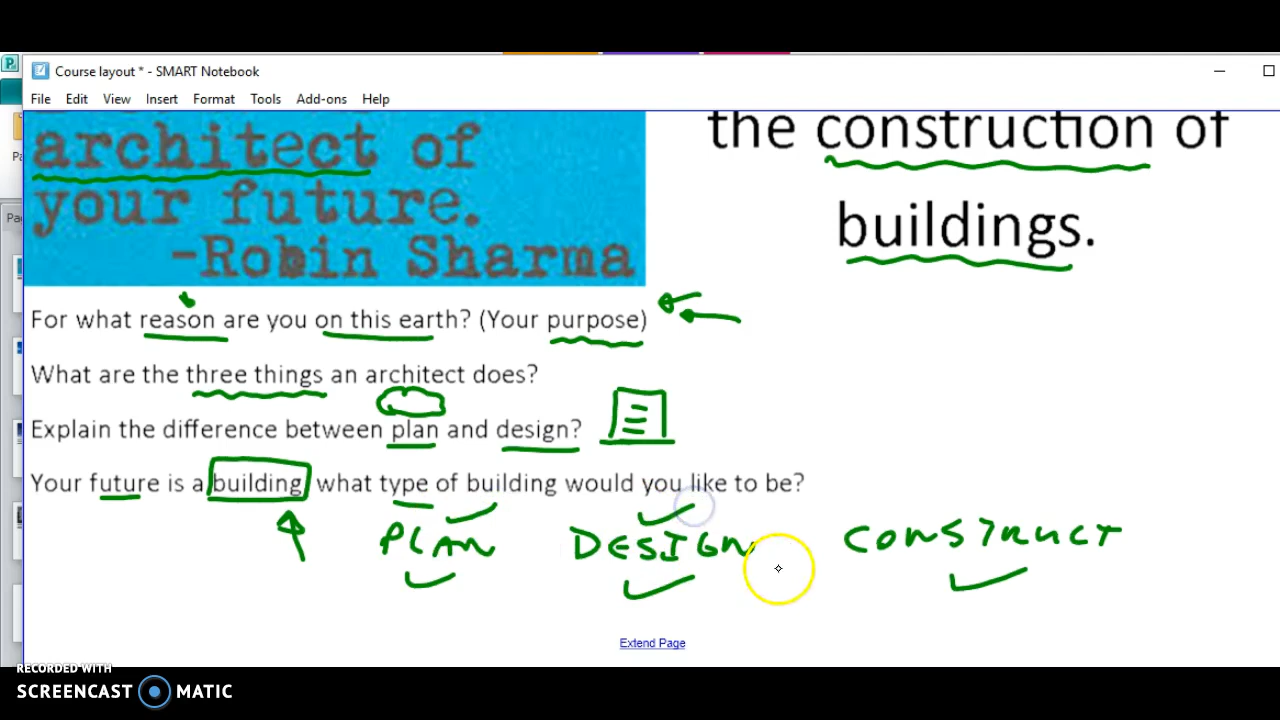 Course layout * - SMART Notebook
File Edit View Insert Format Tools Add-ons Help
architect of
your future.
-Robin Sharma
the construction of
buildings.
For what reason are you on this earth? (Your purpose)
What are the three things an architect does?
Explain the difference between plan and design?
Your future is a building what type of building would you like to be?
PLAN DESIGN CONSTRUCT
Extend Page
RECORDED WITH
SCREENCAST MATIC